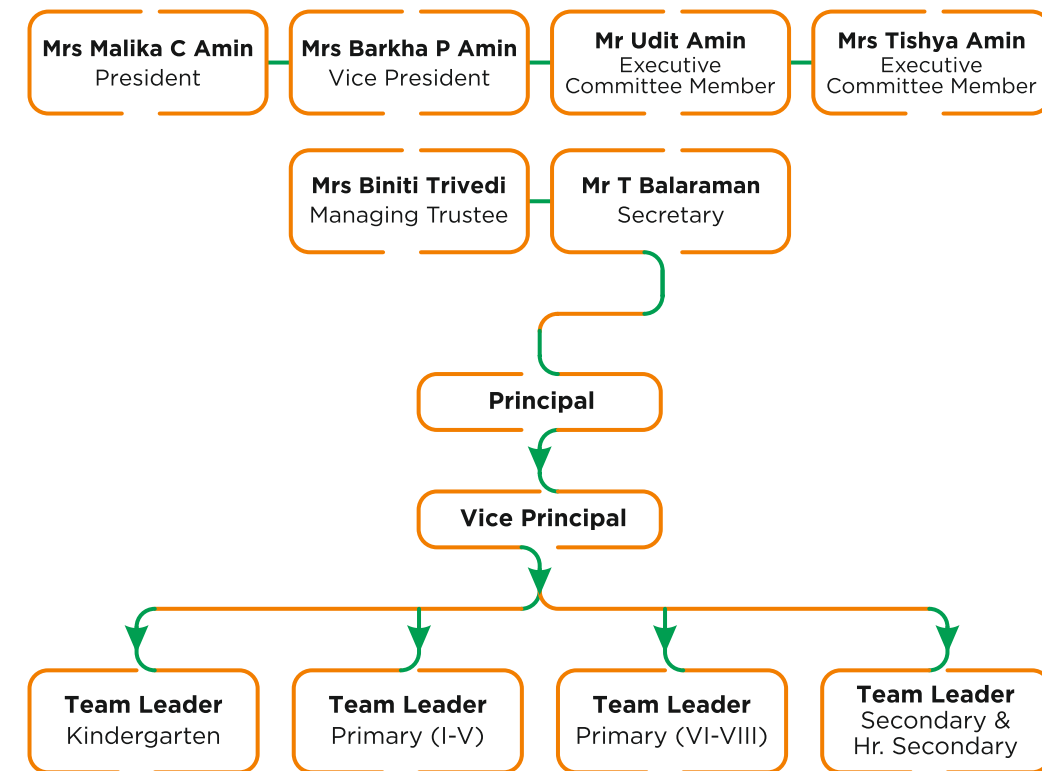 Mrs Malika C Amin
President
Mrs Barkha P Amin
Vice President
Mr Udit Amin
Executive
Committee Member
Mrs Tishya Amin
Executive
Committee Member
Mrs Biniti Trivedi
Managing Trustee
Mr T Balaraman
Secretary
Principal
Vice Principal
Team Leader
Kindergarten
Team Leader
Primary (I-V)
Team Leader
Primary (VI-VIII)
Team Leader
Secondary &
Hr. Secondary